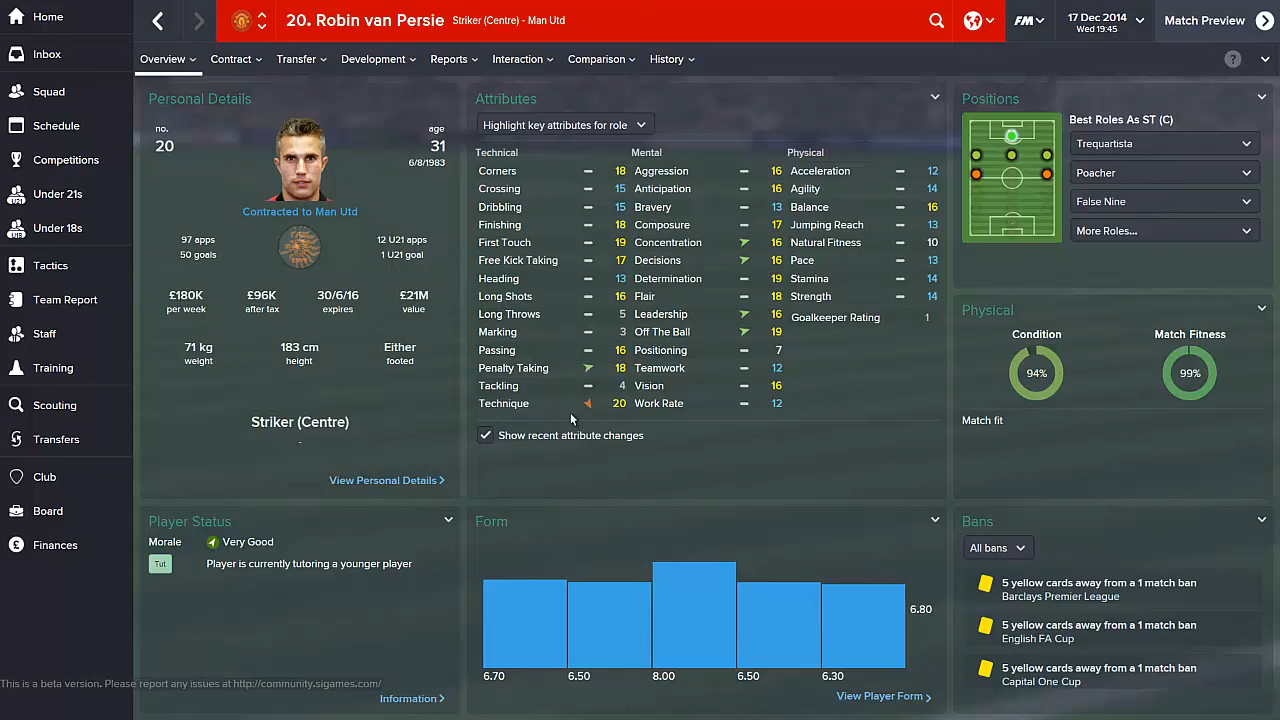 Home
Inbox
Squad
Schedule
Competitions
Under 21s
Under 18s
Tactics
Team Report
Staff
Training
Scouting
Transfers
Club
Board
Finances
20. Robin van Persie Striker (Centre) - Man Utd
FM
17 Dec 2014
Wed 19:45
Match Preview
Overview Contract Transfer Development Reports Interaction Comparison History ?
Personal Details
no.
20
age
31
6/8/1983
Contracted to Man Utd
97 apps
50 goals
12 U21 apps
1 U21 goal
£180K
per week
£96K
after tax
30/6/16
expires
£21M
value
71 kg
weight
183 cm
height
Either
footed
Striker (Centre)
-
View Personal Details
Attributes
Highlight key attributes for role
Technical Mental Physical
Corners 18 Aggression 16 Acceleration 12
Crossing 15 Anticipation 16 Agility 14
Dribbling 15 Bravery 13 Balance 16
Finishing 18 Composure 17 Jumping Reach 13
First Touch 19 Concentration 16 Natural Fitness 10
Free Kick Taking 17 Decisions 16 Pace 13
Heading 13 Determination 19 Stamina 14
Long Shots 16 Flair 18 Strength 14
Long Throws 5 Leadership 16 Goalkeeper Rating 1
Marking 3 Off The Ball 19
Passing 16 Positioning 7
Penalty Taking 18 Teamwork 12
Tackling 4 Vision 16
Technique 20 Work Rate 12
Show recent attribute changes
Positions
Best Roles As ST (C)
Trequartista
Poacher
False Nine
More Roles...
Physical
Condition
94%
Match Fitness
99%
Match fit
Player Status
Morale Very Good
Tut Player is currently tutoring a younger player
This is a beta version. Please report any issues at http://community.sigames.com/
Information
Form
6.80
6.70 6.50 8.00 6.50 6.30
View Player Form
Bans
All bans
5 yellow cards away from a 1 match ban
Barclays Premier League
5 yellow cards away from a 1 match ban
English FA Cup
5 yellow cards away from a 1 match ban
Capital One Cup